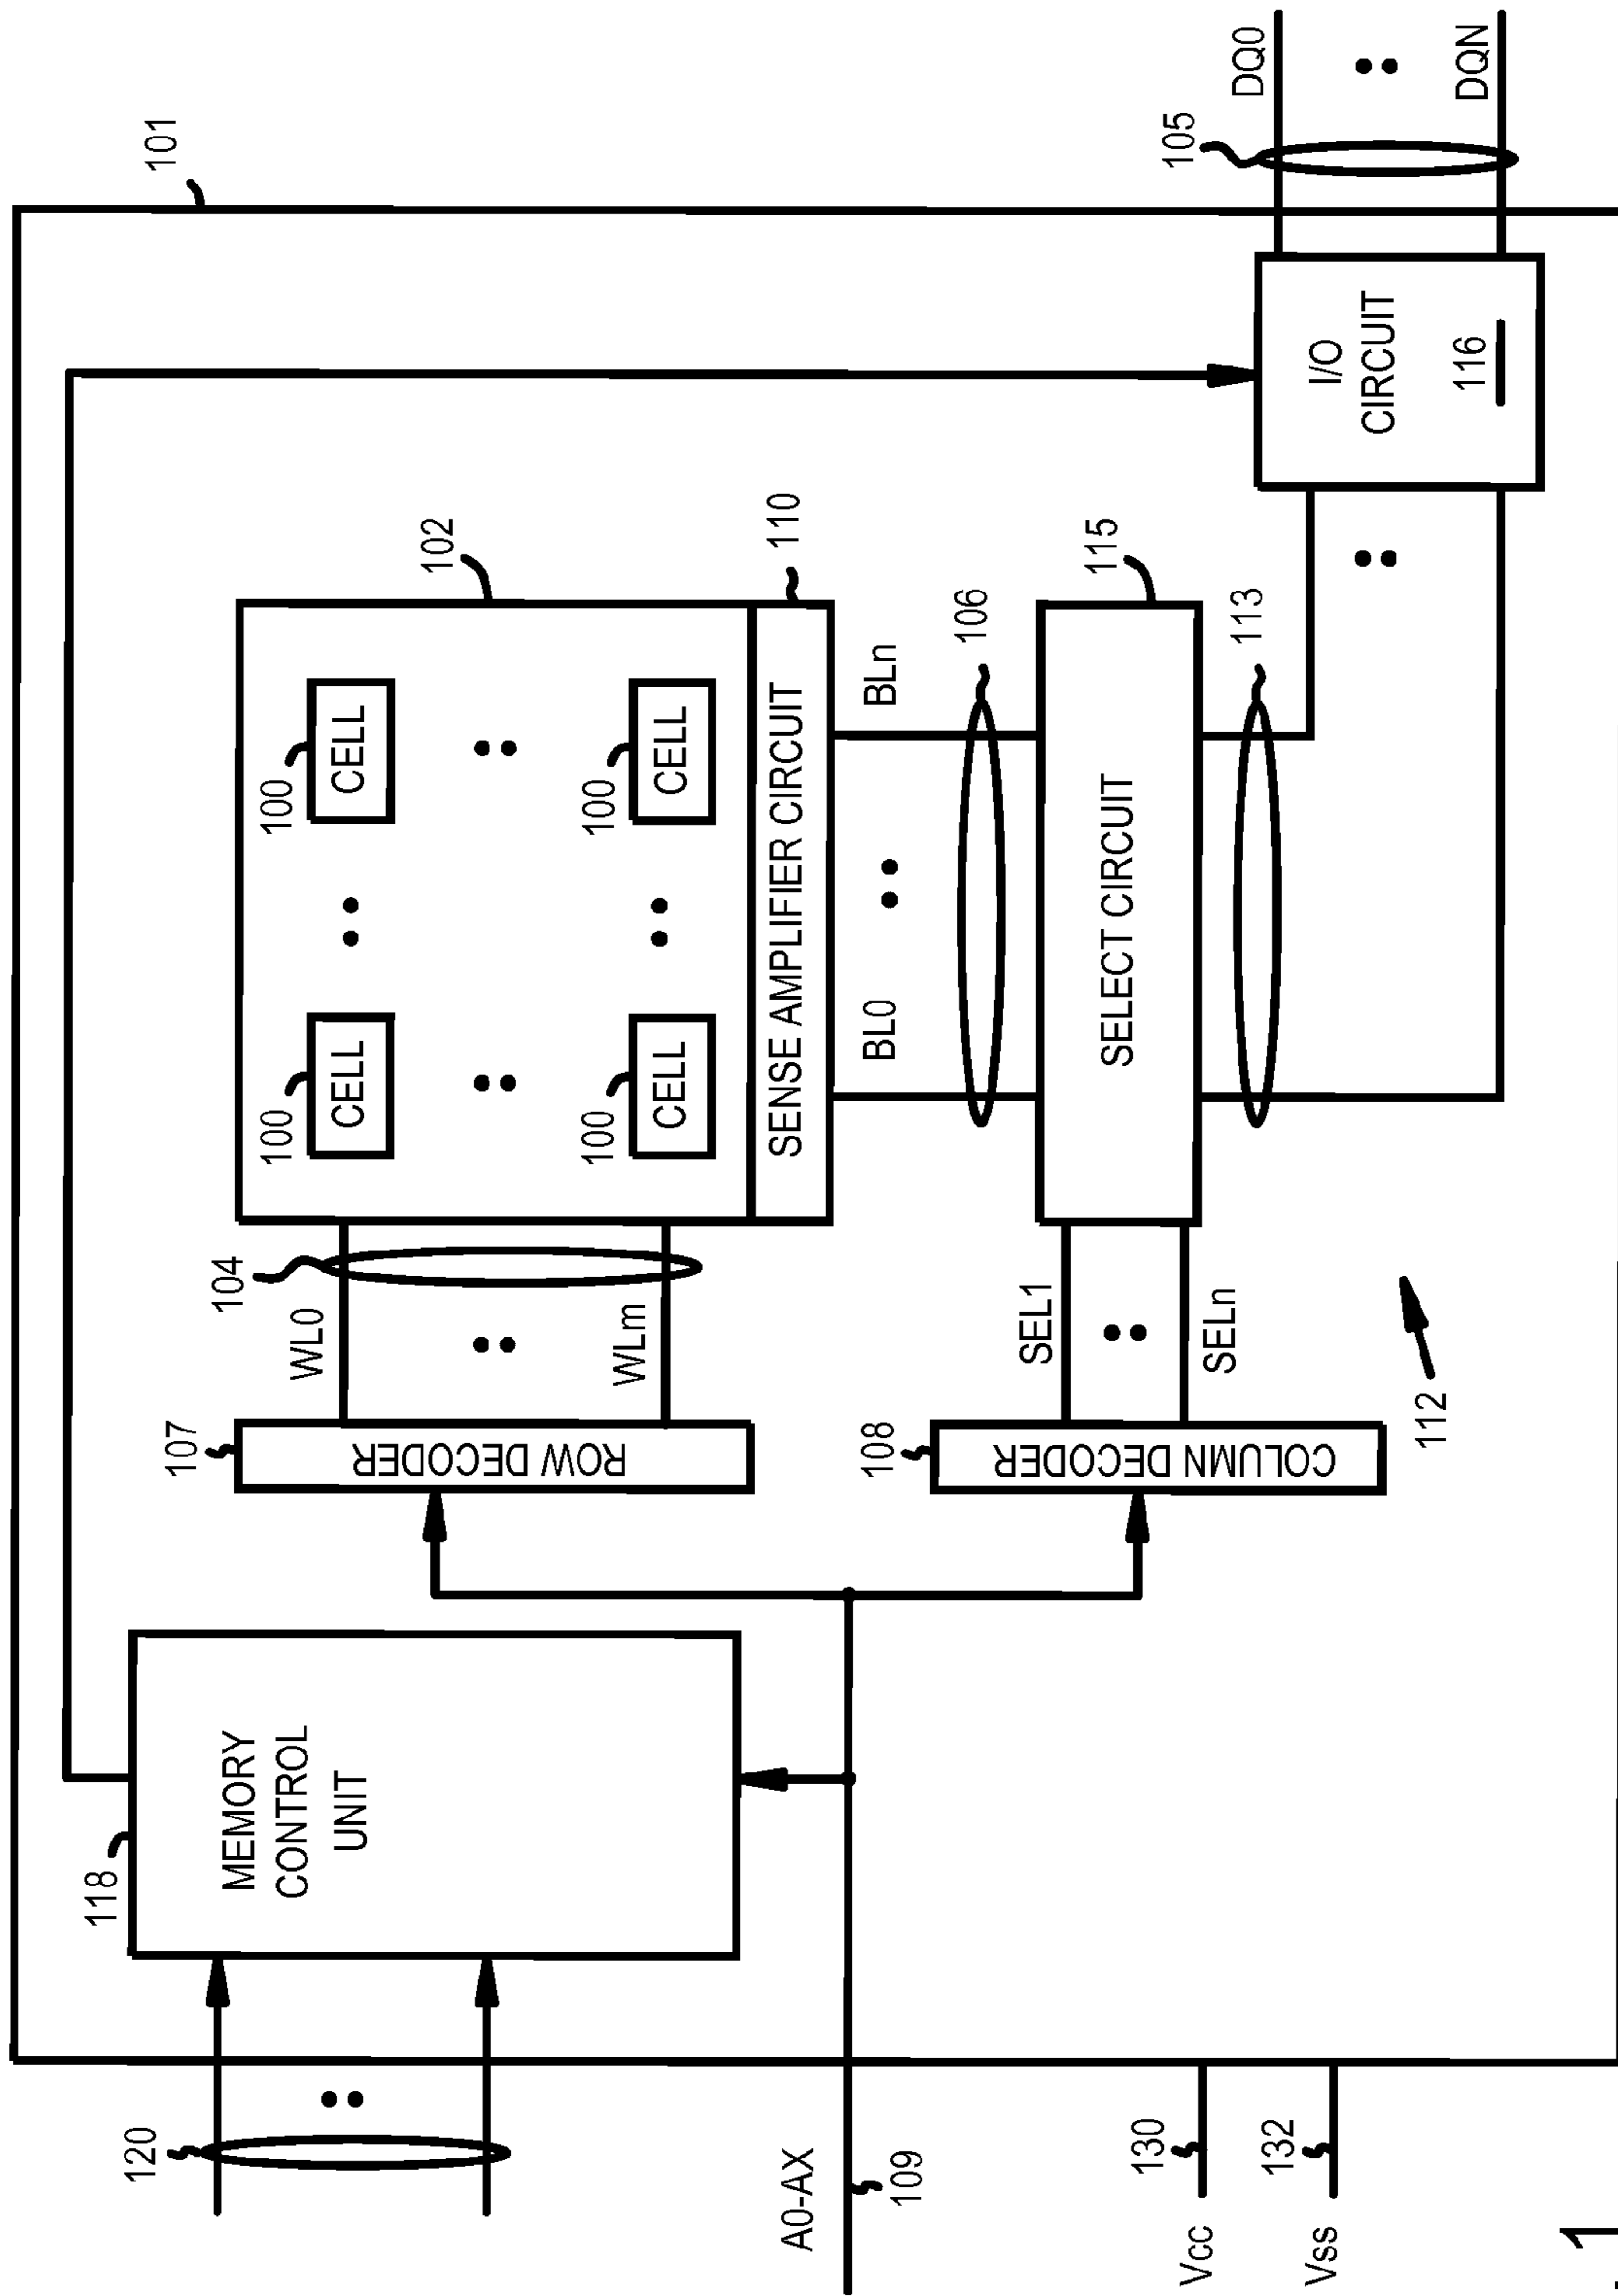 101
118
MEMORY
CONTROL
UNIT
120
107
ROW DECODER
104
WL0
WLm
102
100
CELL
100
CELL
100
CELL
100
CELL
110
SENSE AMPLIFIER CIRCUIT
BL0
BLn
106
A0-AX
109
108
COLUMN DECODER
SEL1
SELn
SELECT CIRCUIT
115
113
112
I/O
CIRCUIT
116
105
DQ0
DQN
Vcc
130
Vss
132
1